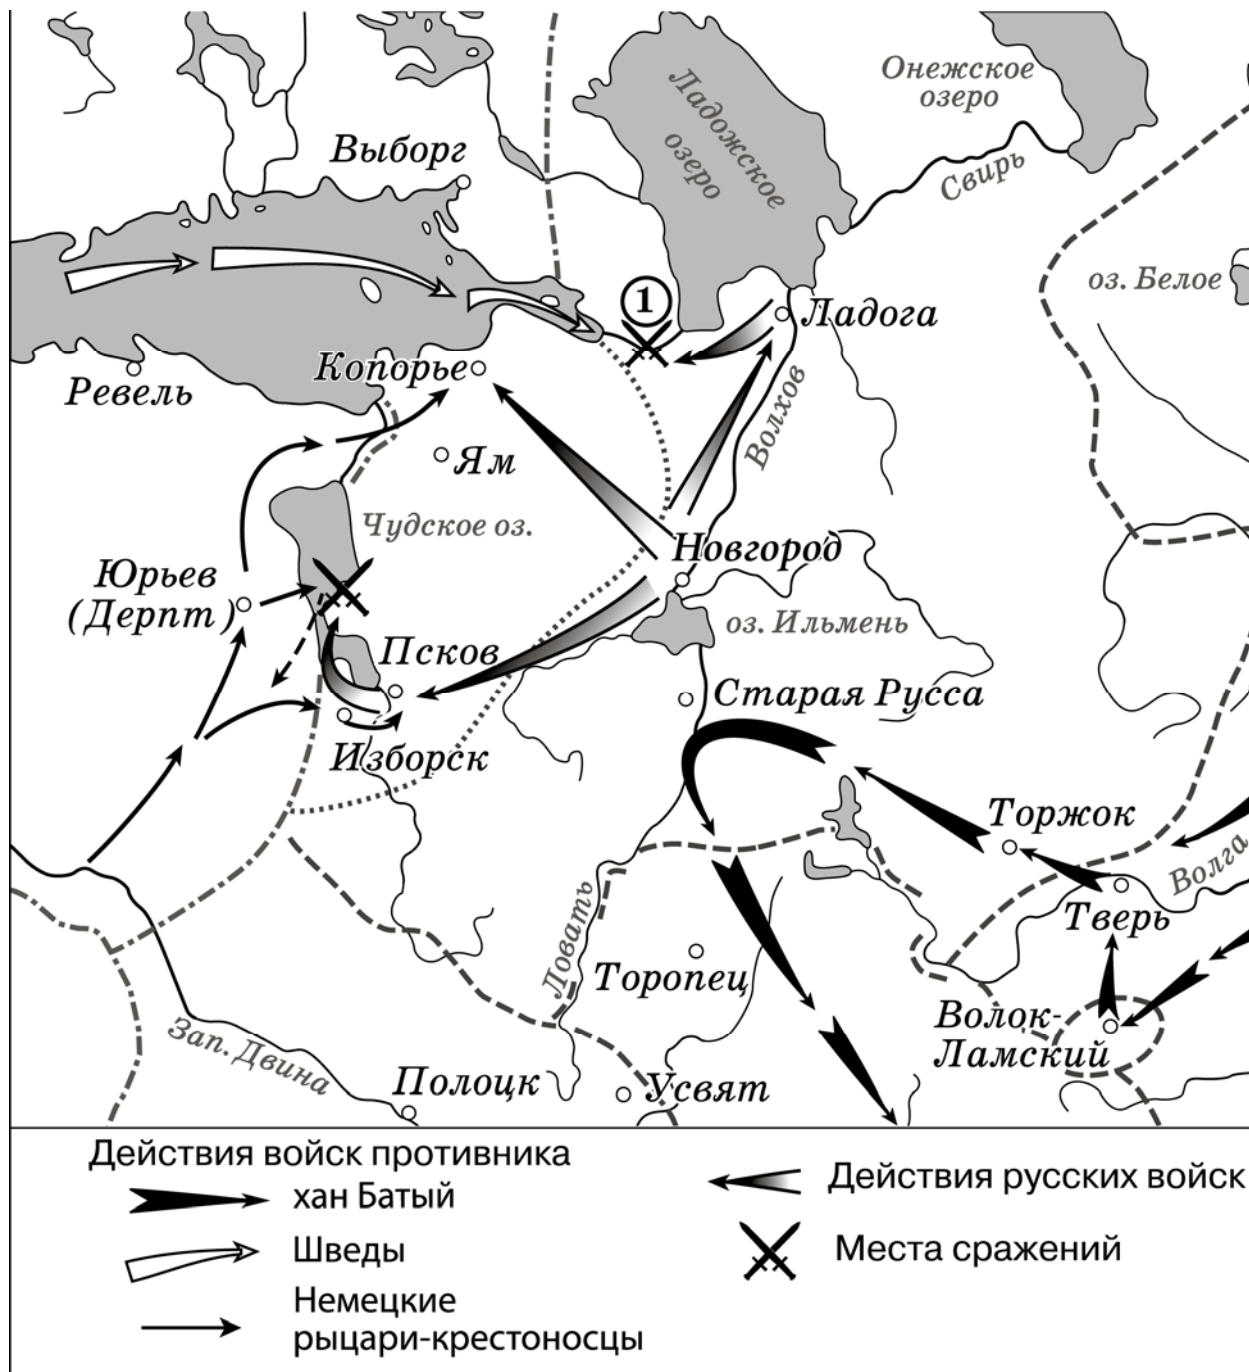 Онежское
озеро
Ладожское
озеро
Свирь
Выборг
оз. Белое
1
Ладога
Копорье
Ревель
Волхов
Ям
Чудское оз.
Новгород
Юрьев
(Дерпт)
оз. Ильмень
Псков
Старая Русса
Изборск
Торжок
Волга
Тверь
Ловать
Торопец
Волок-
Ламский
Зап. Двина
Полоцк
Усвят
Действия войск противника
хан Батый
Шведы
Немецкие
рыцари-крестоносцы
Действия русских войск
Места сражений